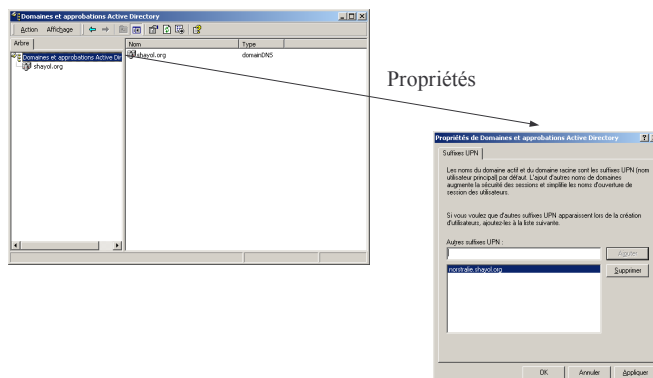 Domaines et approbations Active Directory
Action Affichage
Arbre
Nom Type
Domaines et approbations Active Dir
shayol.org
shayol.org domainDNS
Propriétés
Propriétés de Domaines et approbations Active Directory
Suffixes UPN
Les noms du domaine actif et du domaine racine sont les suffixes UPN (nom
utilisateur principal) par défaut. L'ajout d'autres noms de domaines
augmente la sécurité des sessions et simplifie les noms d'ouverture de
session des utilisateurs.
Si vous voulez que d'autres suffixes UPN apparaissent lors de la création
d'utilisateurs, ajoutez-les à la liste suivante.
Autres suffixes UPN :
Ajouter
norstralie.shayol.org
Supprimer
OK Annuler Appliquer